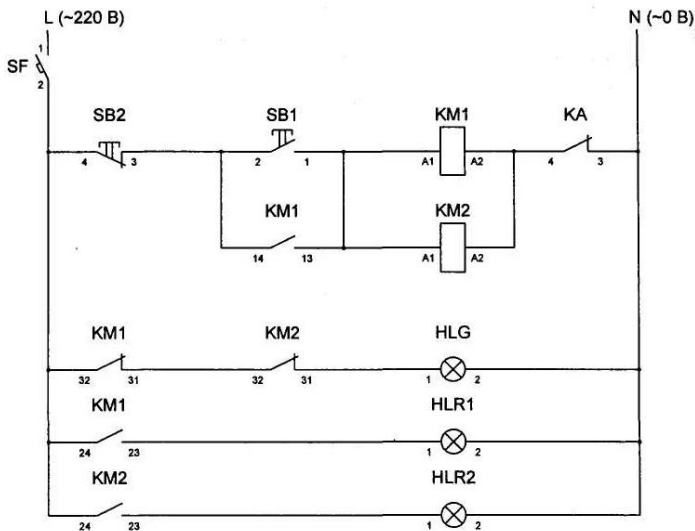 L (~220 В) N (~0 В)
1
SF
2
SB2 SB1 KM1 KA
4 3 2 1 A1 A2 4 3
KM1 KM2
14 13 A1 A2
KM1 KM2 HLG
32 31 32 31 1 2
KM1 HLR1
24 23 1 2
KM2 HLR2
24 23 1 2